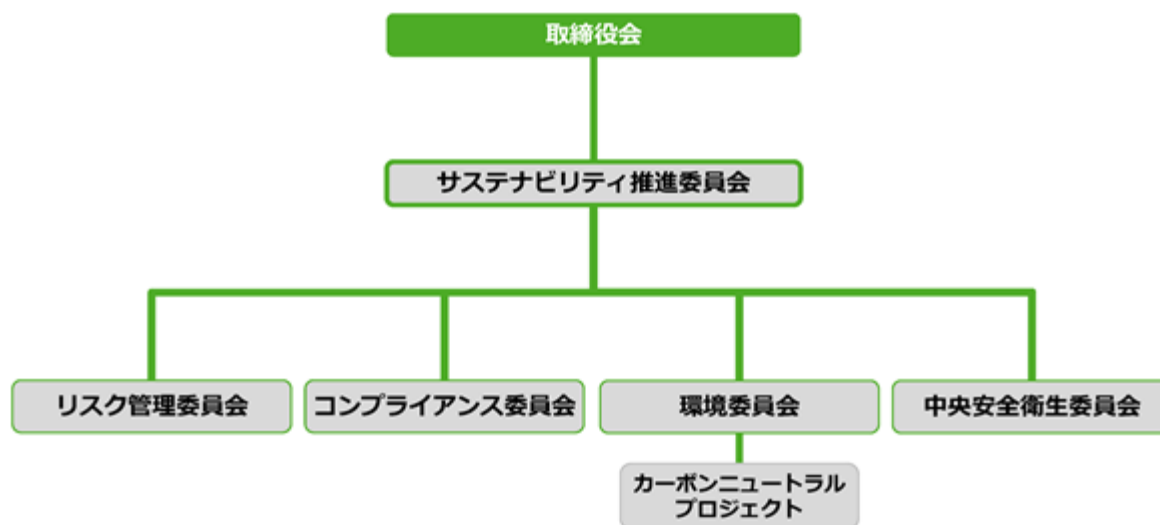 取締役会
サステナビリティ推進委員会
リスク管理委員会
コンプライアンス委員会
環境委員会
中央安全衛生委員会
カーボンニュートラル
プロジェクト